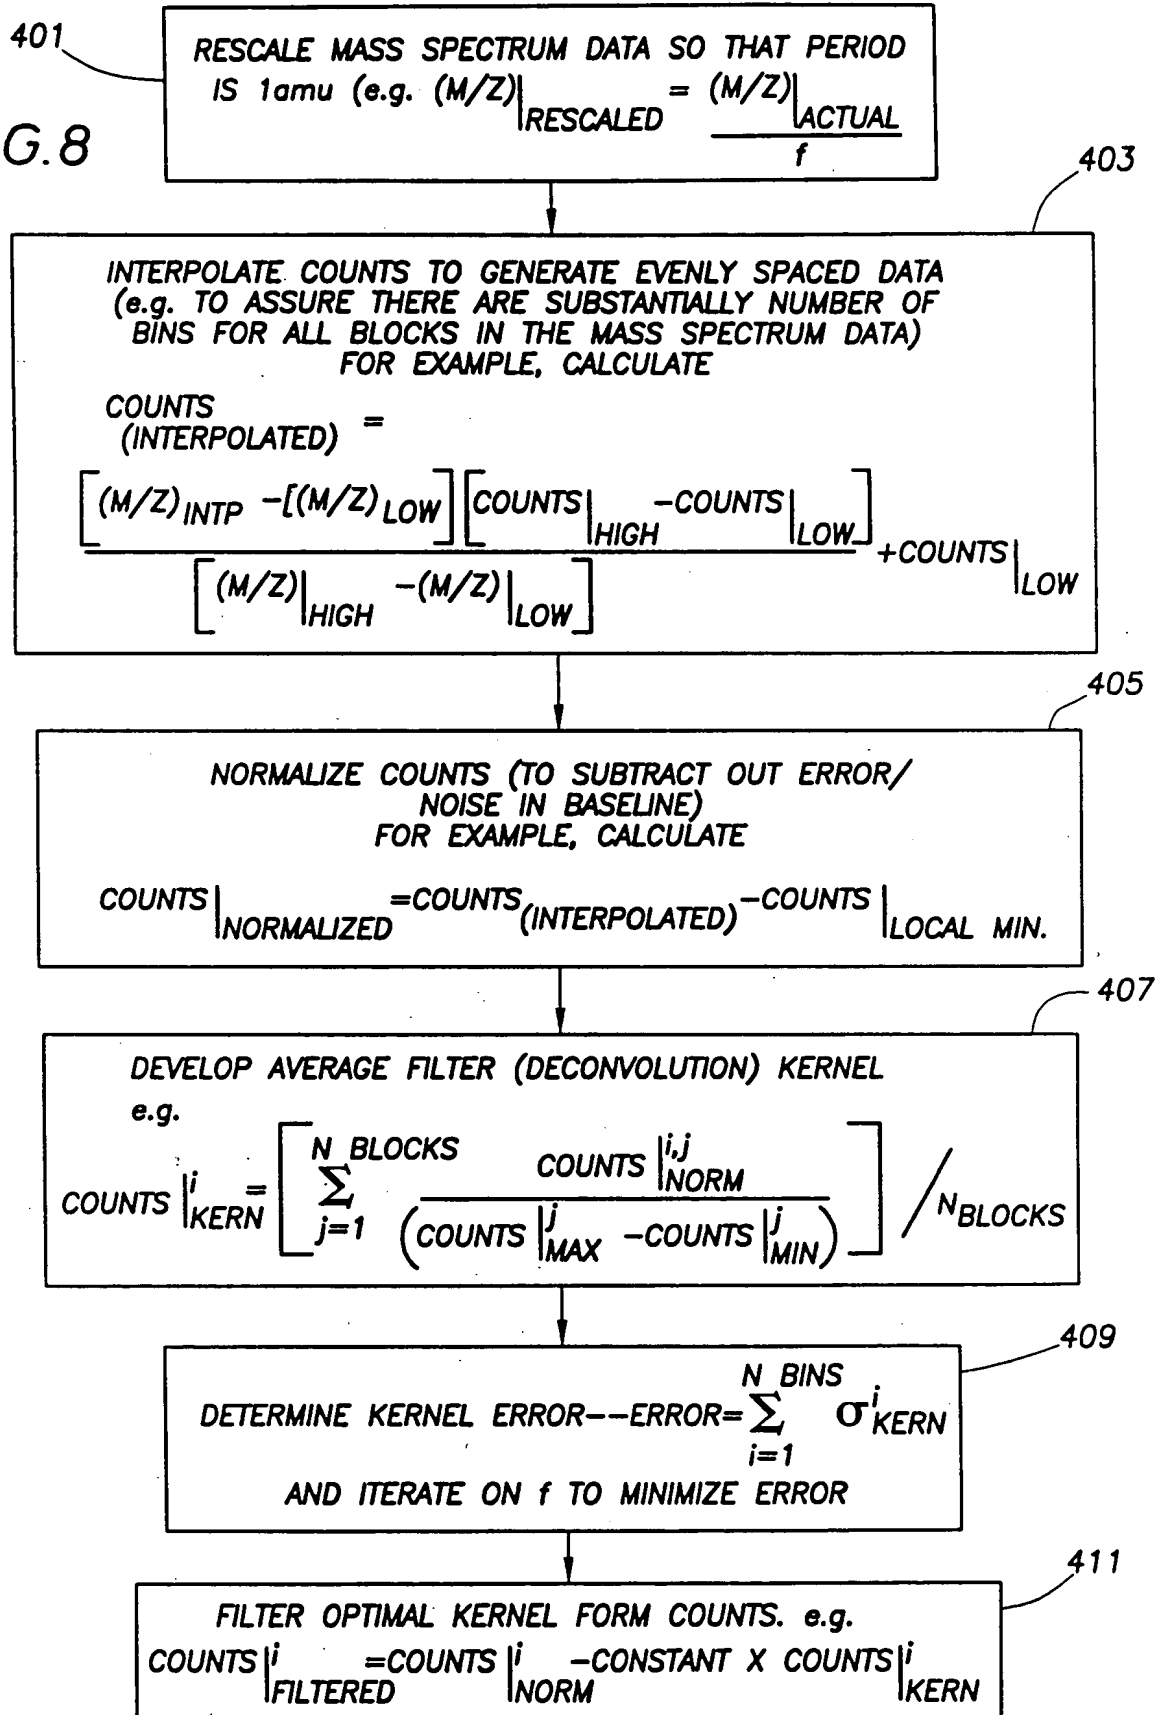 401
RESCALE MASS SPECTRUM DATA SO THAT PERIOD
IS 1amu (e.g. (M/Z)|RESCALED = (M/Z)|ACTUAL
f
G.8
403
INTERPOLATE COUNTS TO GENERATE EVENLY SPACED DATA
(e.g. TO ASSURE THERE ARE SUBSTANTIALLY NUMBER OF
BINS FOR ALL BLOCKS IN THE MASS SPECTRUM DATA)
FOR EXAMPLE, CALCULATE
COUNTS
(INTERPOLATED) =
[(M/Z)INTP -[(M/Z)LOW] [COUNTS|HIGH -COUNTS|LOW]
+COUNTS|LOW
[(M/Z)|HIGH -(M/Z)|LOW]
405
NORMALIZE COUNTS (TO SUBTRACT OUT ERROR/
NOISE IN BASELINE)
FOR EXAMPLE, CALCULATE
COUNTS|NORMALIZED =COUNTS(INTERPOLATED) -COUNTS|LOCAL MIN.
407
DEVELOP AVERAGE FILTER (DECONVOLUTION) KERNEL
e.g.
N BLOCKS
COUNTS|i KERN = [ Σ COUNTS|i,j NORM ] / NBLOCKS
j=1 (COUNTS|j MAX -COUNTS|j MIN)
409
N BINS
DETERMINE KERNEL ERROR--ERROR= Σ σi KERN
i=1
AND ITERATE ON f TO MINIMIZE ERROR
411
FILTER OPTIMAL KERNEL FORM COUNTS. e.g.
COUNTS|i FILTERED =COUNTS|i NORM -CONSTANT X COUNTS|i KERN